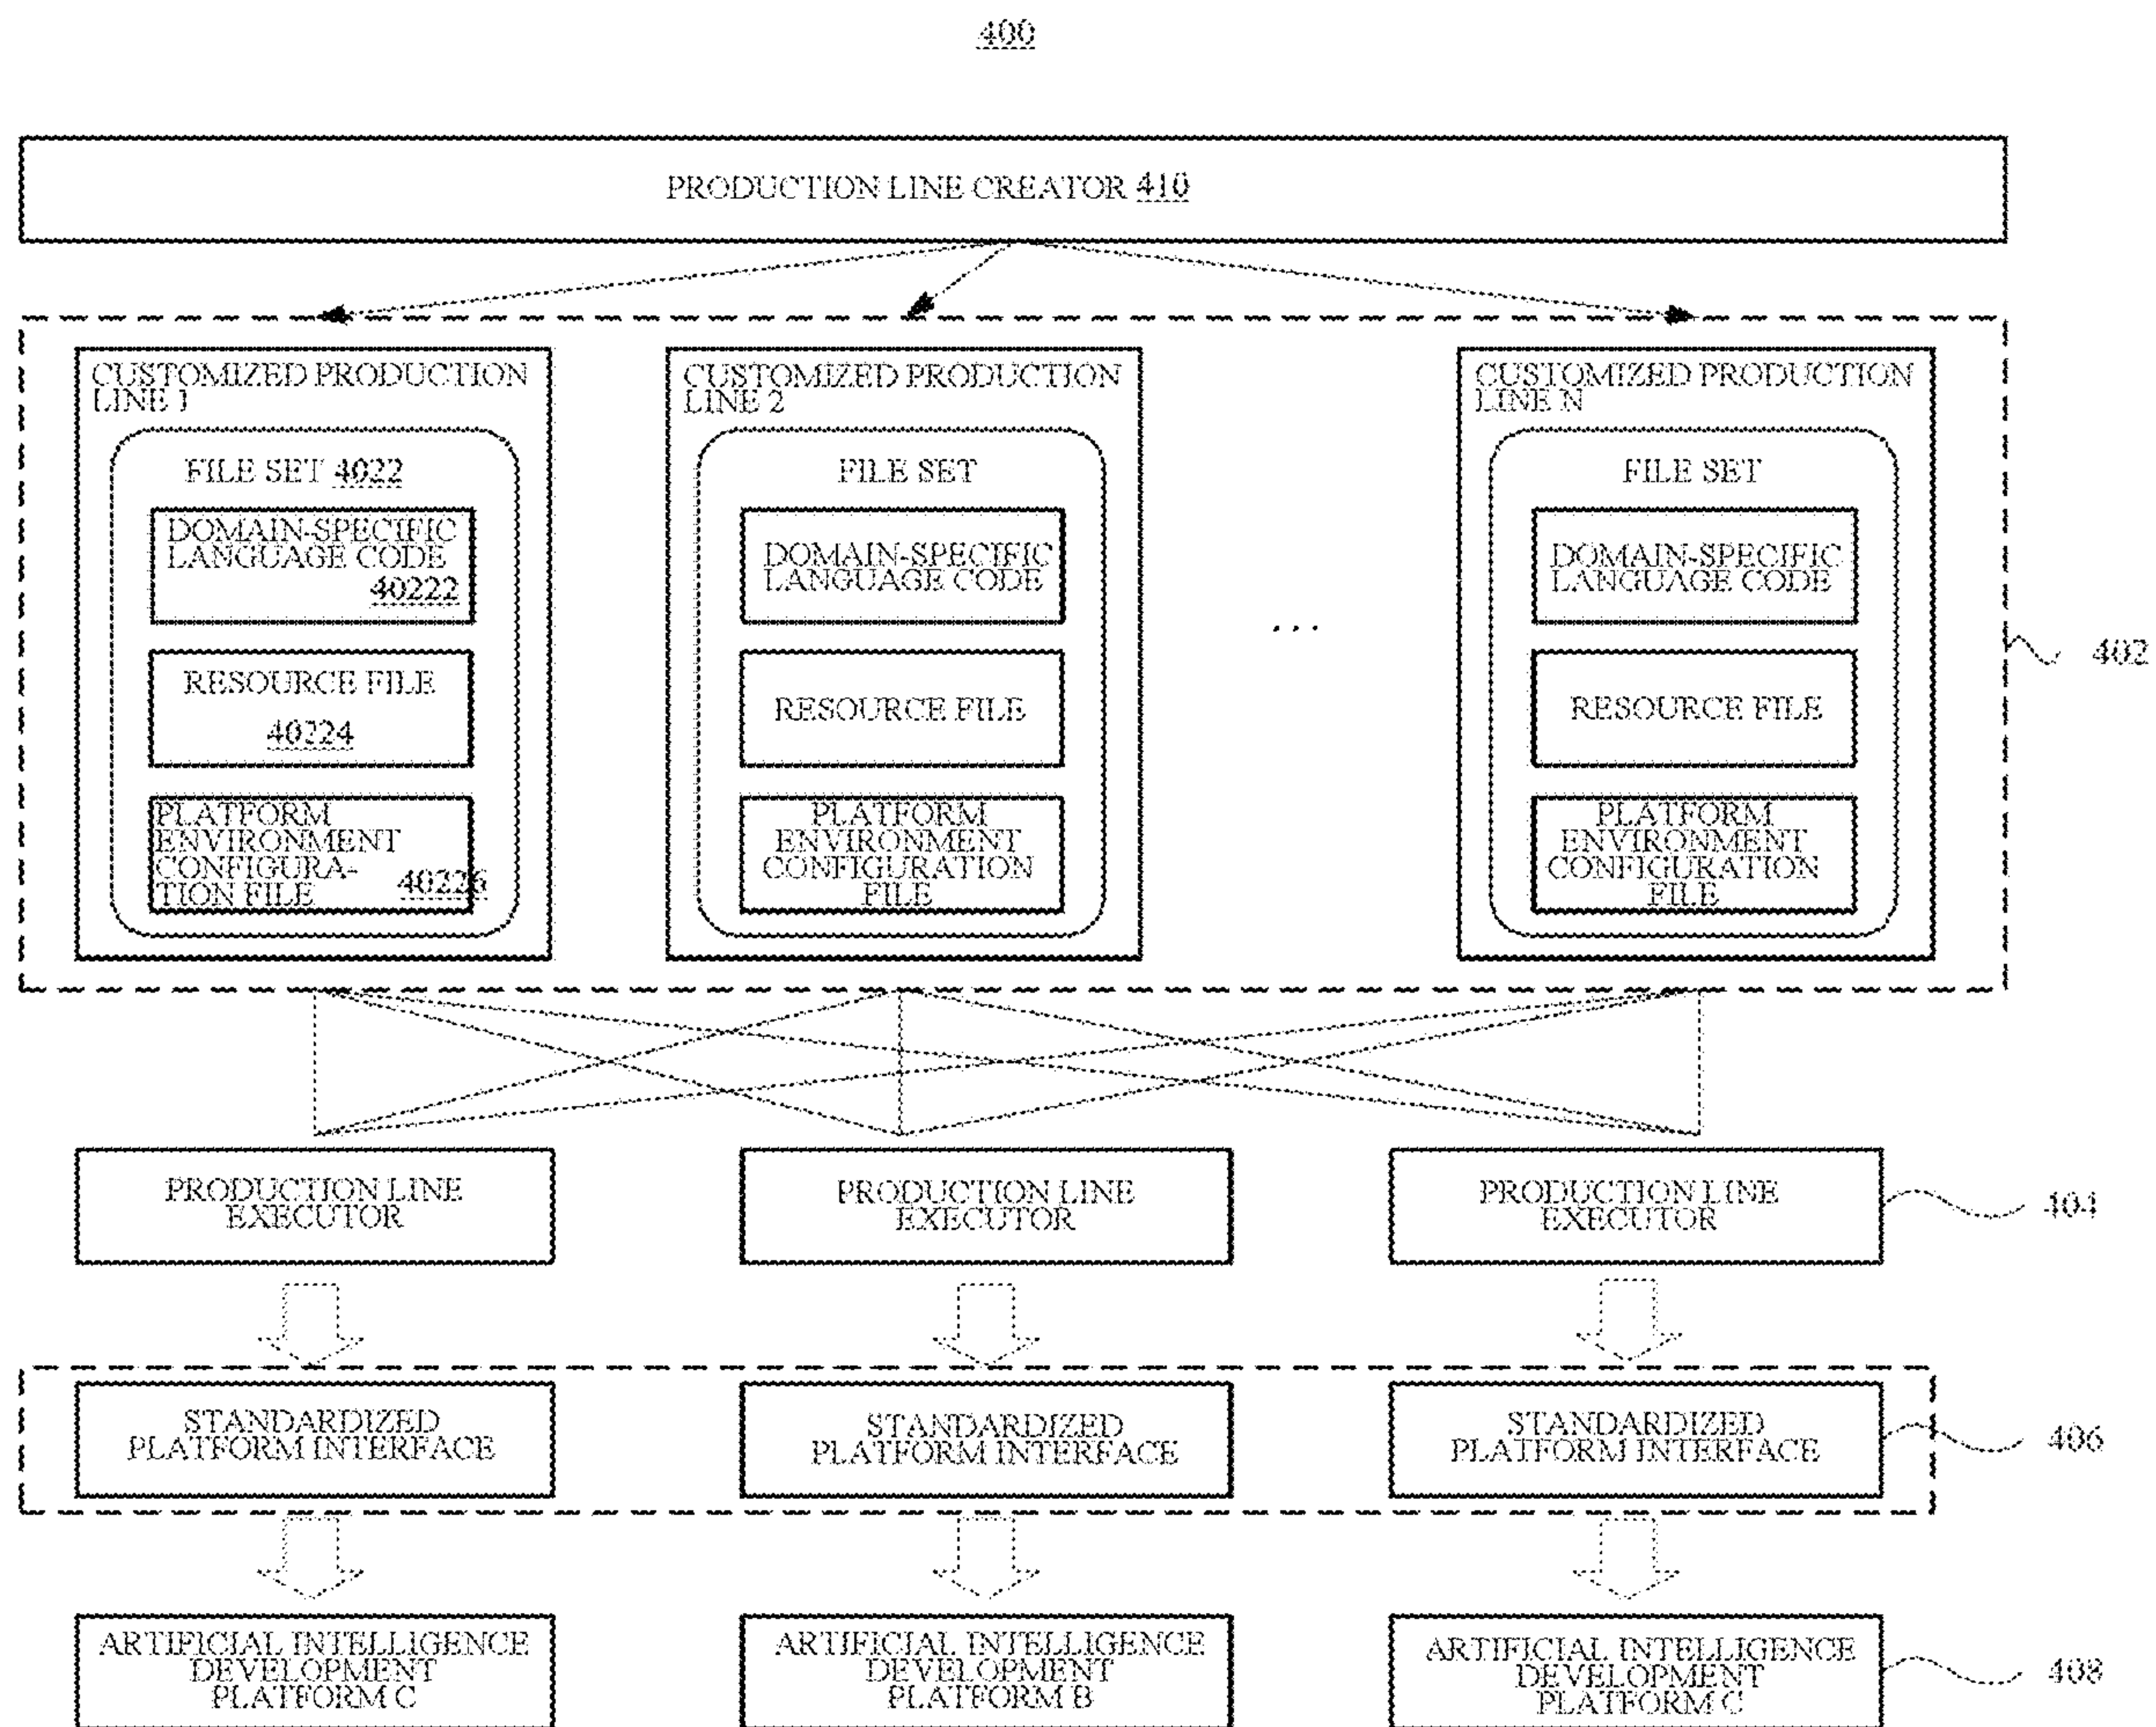 400
PRODUCTION LINE CREATOR 410
CUSTOMIZED PRODUCTION
LINE 1
FILE SET 4022
DOMAIN-SPECIFIC
LANGUAGE CODE
40222
RESOURCE FILE
40224
PLATFORM
ENVIRONMENT
CONFIGURA-
TION FILE 40226
CUSTOMIZED PRODUCTION
LINE 2
FILE SET
DOMAIN-SPECIFIC
LANGUAGE CODE
RESOURCE FILE
PLATFORM
ENVIRONMENT
CONFIGURATION
FILE
...
CUSTOMIZED PRODUCTION
LINE N
FILE SET
DOMAIN-SPECIFIC
LANGUAGE CODE
RESOURCE FILE
PLATFORM
ENVIRONMENT
CONFIGURATION
FILE
402
PRODUCTION LINE
EXECUTOR
PRODUCTION LINE
EXECUTOR
PRODUCTION LINE
EXECUTOR
404
STANDARDIZED
PLATFORM INTERFACE
STANDARDIZED
PLATFORM INTERFACE
STANDARDIZED
PLATFORM INTERFACE
406
ARTIFICIAL INTELLIGENCE
DEVELOPMENT
PLATFORM C
ARTIFICIAL INTELLIGENCE
DEVELOPMENT
PLATFORM B
ARTIFICIAL INTELLIGENCE
DEVELOPMENT
PLATFORM C
408